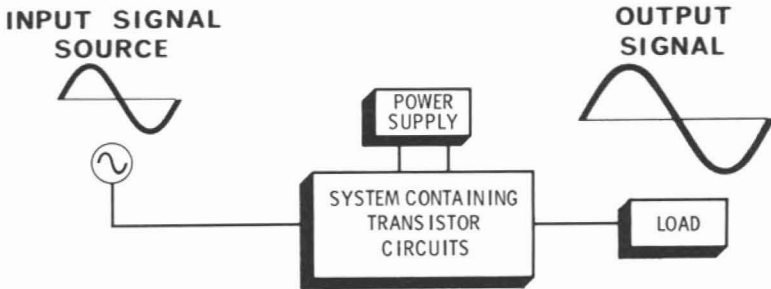 INPUT SIGNAL
SOURCE
OUTPUT
SIGNAL
POWER
SUPPLY
SYSTEM CONTAINING
TRANSISTOR
CIRCUITS
LOAD